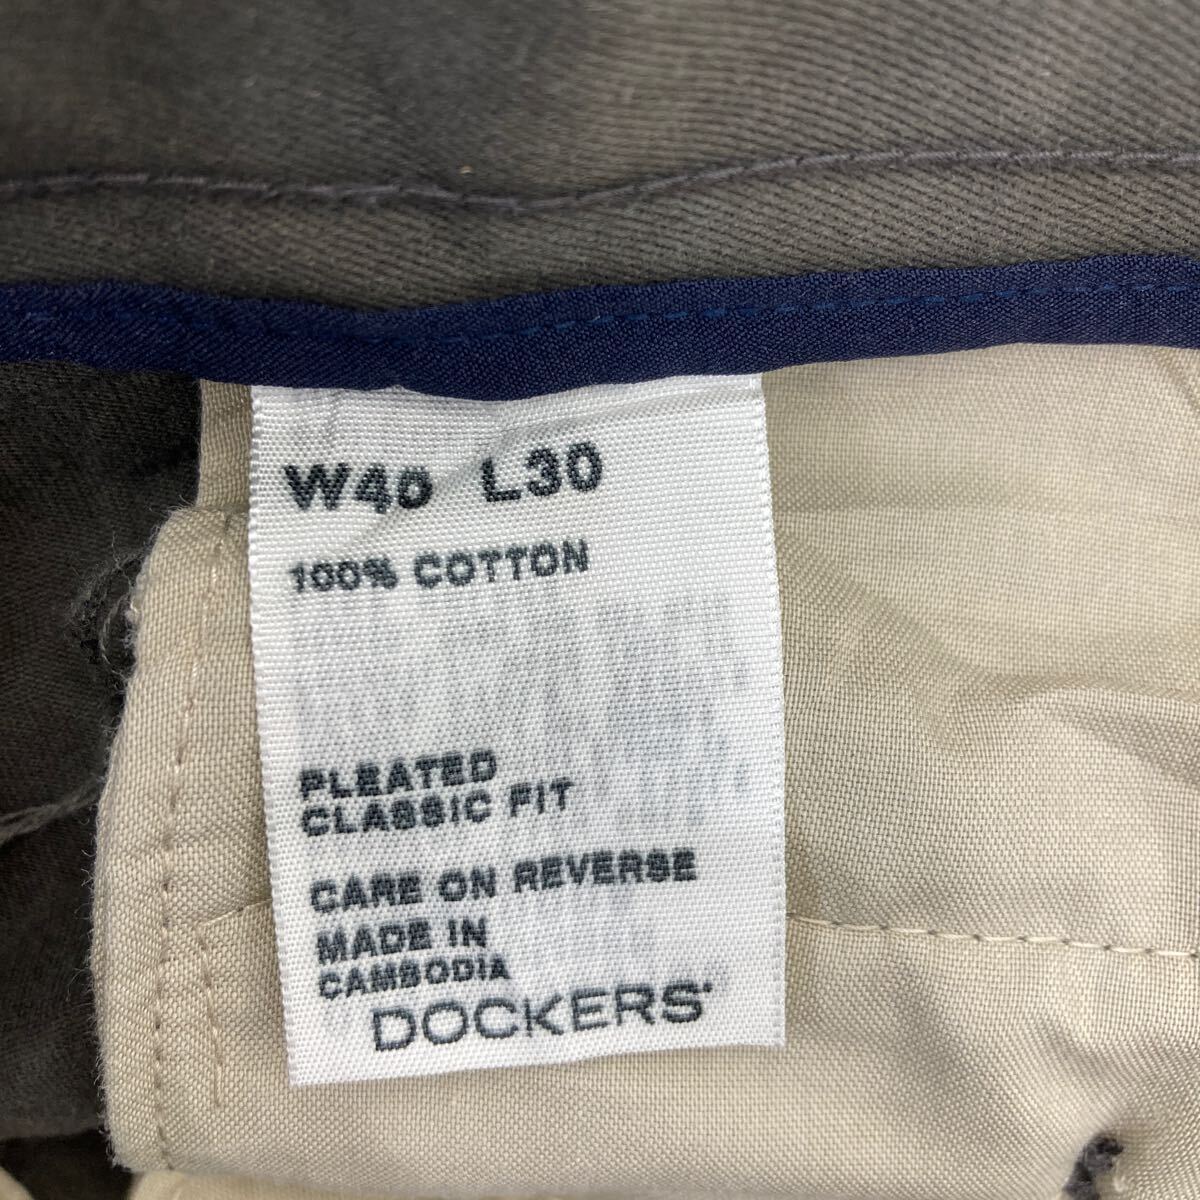 W40 L30
100% COTTON
PLEATED
CLASSIC FIT
CARE ON REVERSE
MADE IN
CAMBODIA
DOCKERS